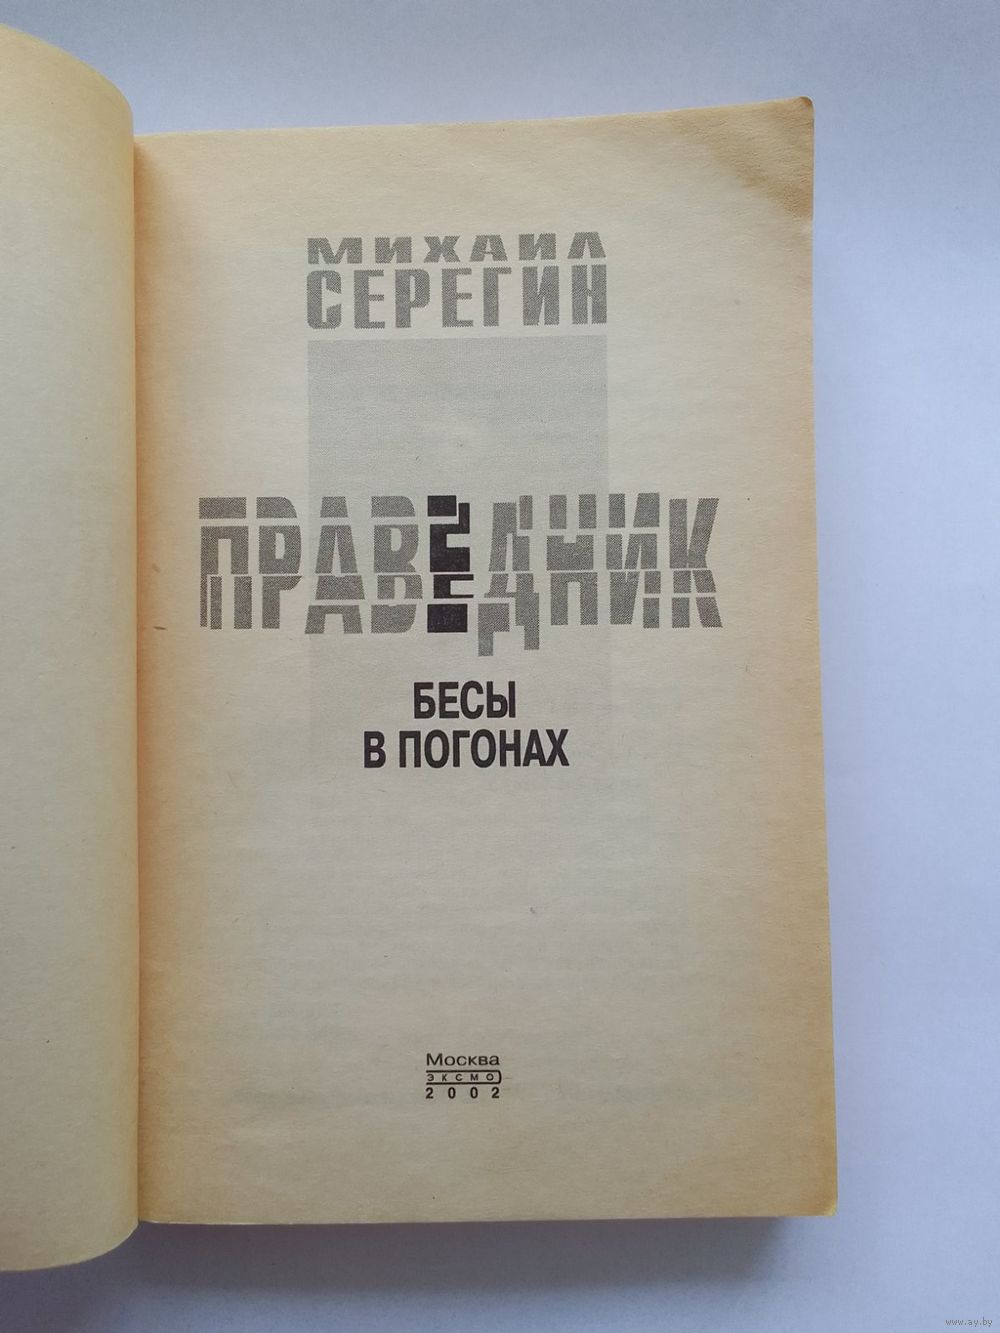 МИХАИЛ
СЕРЕГИН
ПРАВЕДНИК
БЕСЫ
В ПОГОНАХ
Москва
ЭКСМО
2002
www.ay.by